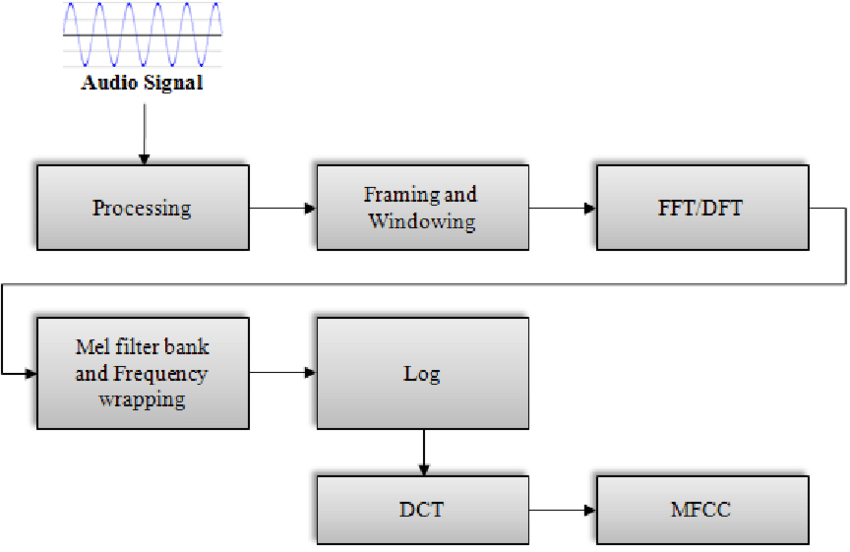 Audio Signal
Processing
Framing and
Windowing
FFT/DFT
Mel filter bank
and Frequency
wrapping
Log
DCT
MFCC